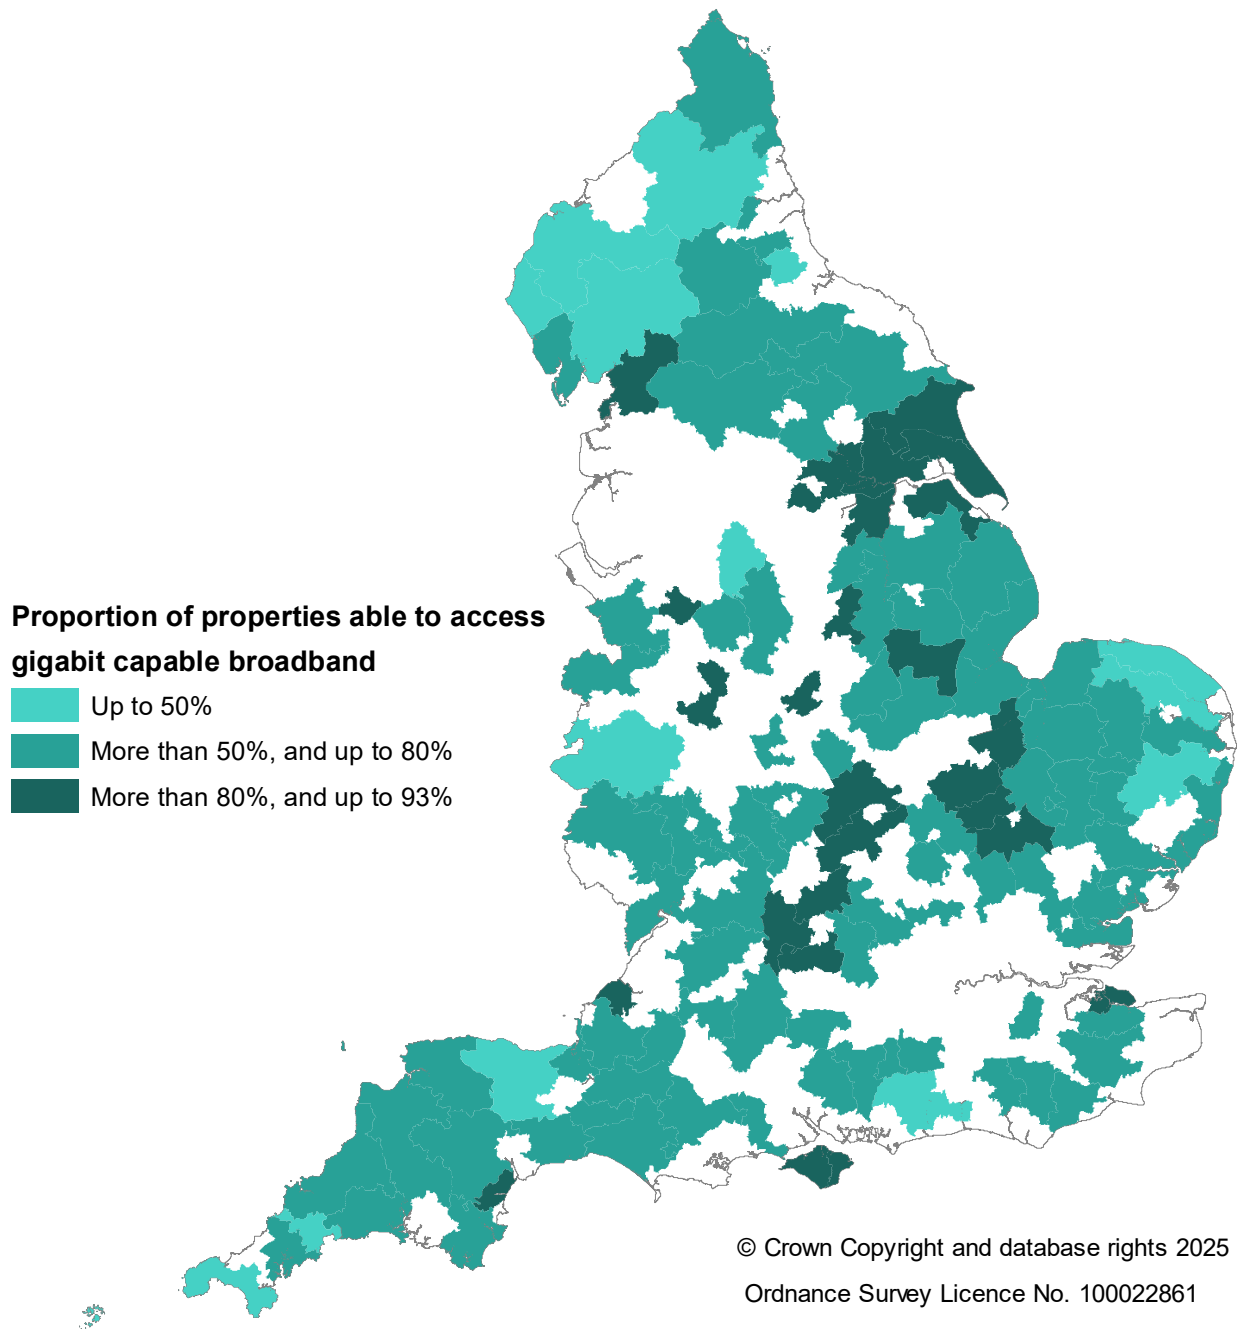 Proportion of properties able to access
gigabit capable broadband
Up to 50%
More than 50%, and up to 80%
More than 80%, and up to 93%
© Crown Copyright and database rights 2025
Ordnance Survey Licence No. 100022861